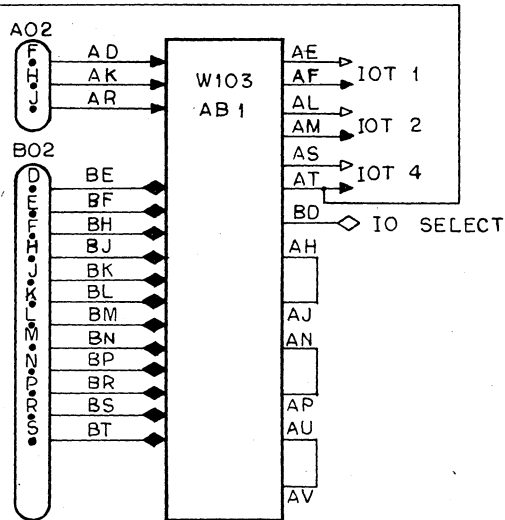 A02
F
H
J
AD
AK
AR
B02
D
E
F
H
J
K
L
M
N
P
R
S
BE
BF
BH
BJ
BK
BL
BM
BN
BP
BR
BS
BT
W103
AB1
AE
AF
IOT 1
AL
AM
IOT 2
AS
AT
IOT 4
BD
IO SELECT
AH
AJ
AN
AP
AU
AV